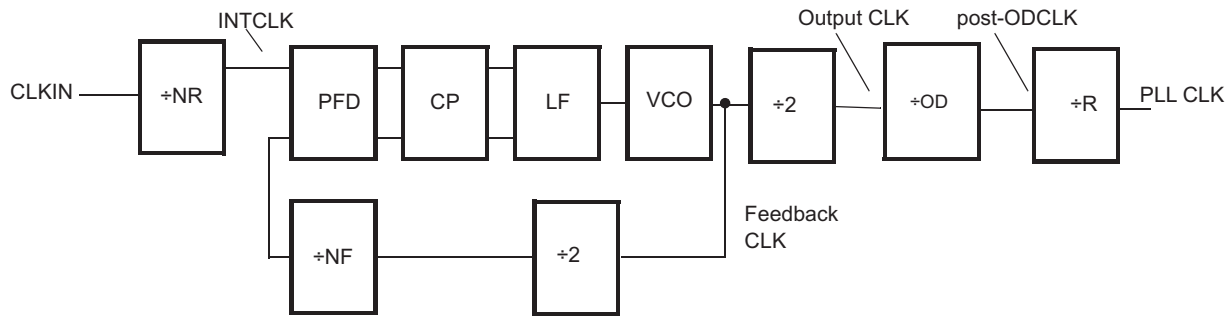 INTCLK
Output CLK
post-ODCLK
CLKIN
÷NR
PFD
CP
LF
VCO
÷2
÷OD
÷R
PLL CLK
÷NF
÷2
Feedback
CLK